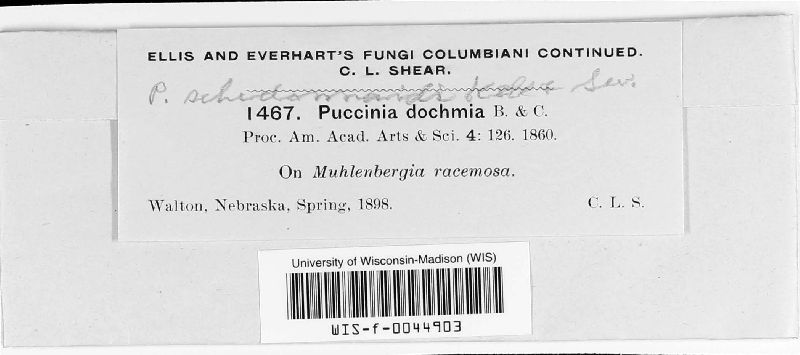 ELLIS AND EVERHART'S FUNGI COLUMBIANI CONTINUED.
C. L. SHEAR.
P. schedonnardi Kell & Sw.
1467. Puccinia dochmia B. & C.
Proc. Am. Acad. Arts & Sci. 4: 126. 1860.
On Muhlenbergia racemosa.
Walton, Nebraska, Spring, 1898. C. L. S.
University of Wisconsin-Madison (WIS)
WIS-f-0044903